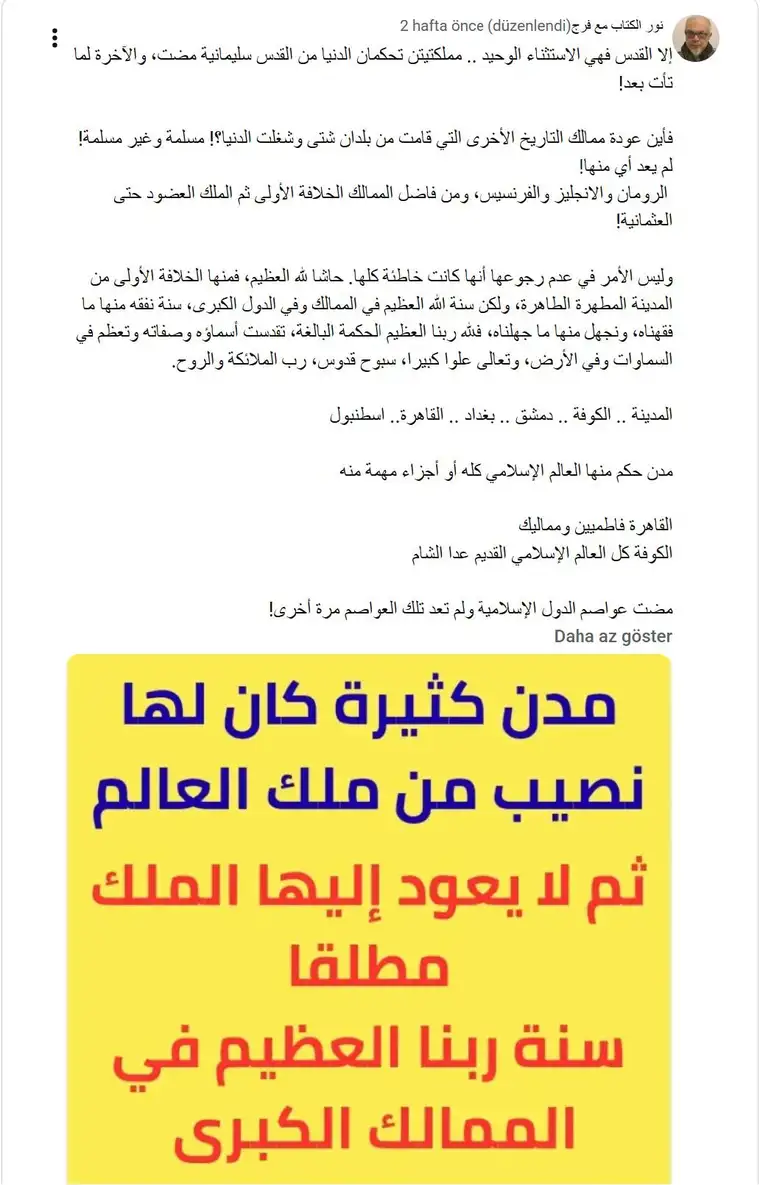 نور الكتاب مع فرج 2 hafta önce (düzenlendi)
إلا القدس فهي الاستثناء الوحيد .. مملكتيتن تحكمان الدنيا من القدس سليمانية مضت، والآخرة لما
تأت بعد!
فأين عودة ممالك التاريخ الأخرى التي قامت من بلدان شتى وشغلت الدنيا؟! مسلمة وغير مسلمة!
لم يعد أي منها!
الرومان والانجليز والفرنسيس، ومن فاضل الممالك الخلافة الأولى ثم الملك العضود حتى
العثمانية!
وليس الأمر في عدم رجوعها أنها كانت خاطئة كلها. حاشا لله العظيم، فمنها الخلافة الأولى من
المدينة المطهرة الطاهرة، ولكن سنة الله العظيم في الممالك وفي الدول الكبرى، سنة نفقه منها ما
فقهناه، ونجهل منها ما جهلناه، فلله ربنا العظيم الحكمة البالغة، تقدست أسماؤه وصفاته وتعظم في
السماوات وفي الأرض، وتعالى علوا كبيرا، سبوح قدوس، رب الملائكة والروح.
المدينة .. الكوفة .. دمشق .. بغداد .. القاهرة.. اسطنبول
مدن حكم منها العالم الإسلامي كله أو أجزاء مهمة منه
القاهرة فاطميين ومماليك
الكوفة كل العالم الإسلامي القديم عدا الشام
مضت عواصم الدول الإسلامية ولم تعد تلك العواصم مرة أخرى!
Daha az göster
مدن كثيرة كان لها
نصيب من ملك العالم
ثم لا يعود إليها الملك
مطلقا
سنة ربنا العظيم في
الممالك الكبرى